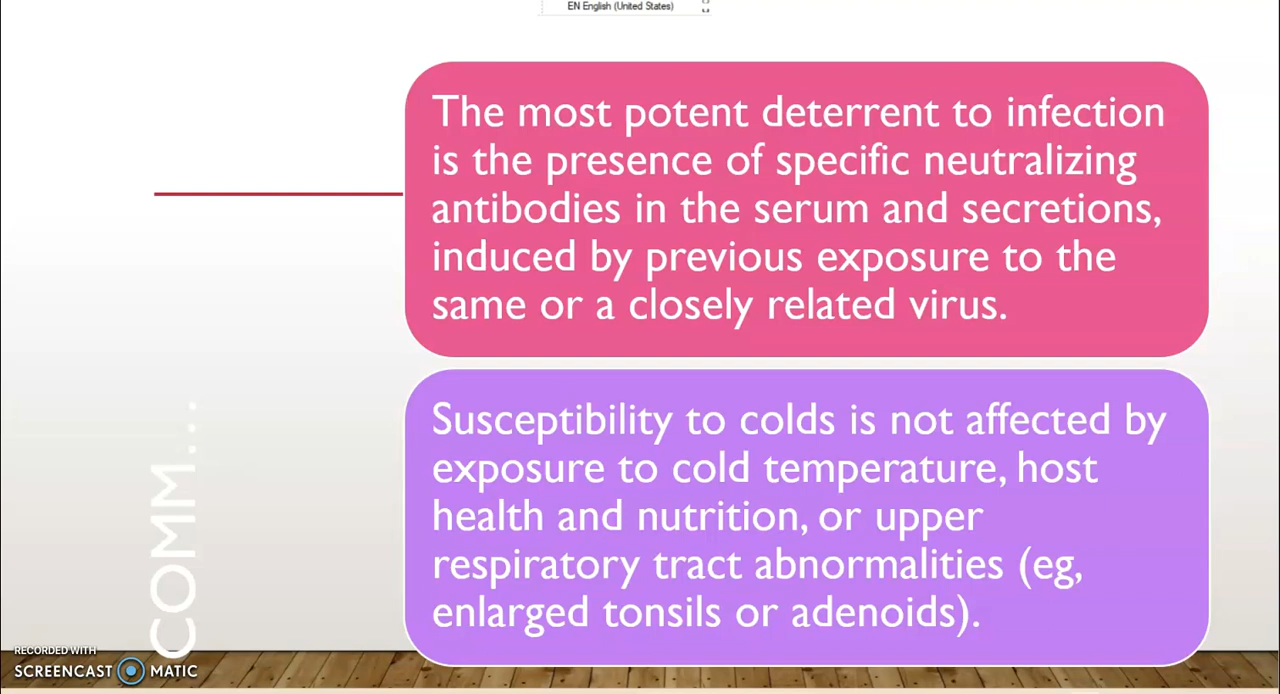 EN English (United States)
The most potent deterrent to infection
is the presence of specific neutralizing
antibodies in the serum and secretions,
induced by previous exposure to the
same or a closely related virus.
Susceptibility to colds is not affected by
exposure to cold temperature, host
health and nutrition, or upper
respiratory tract abnormalities (eg,
enlarged tonsils or adenoids).
COMM...
RECORDED WITH
SCREENCAST MATIC